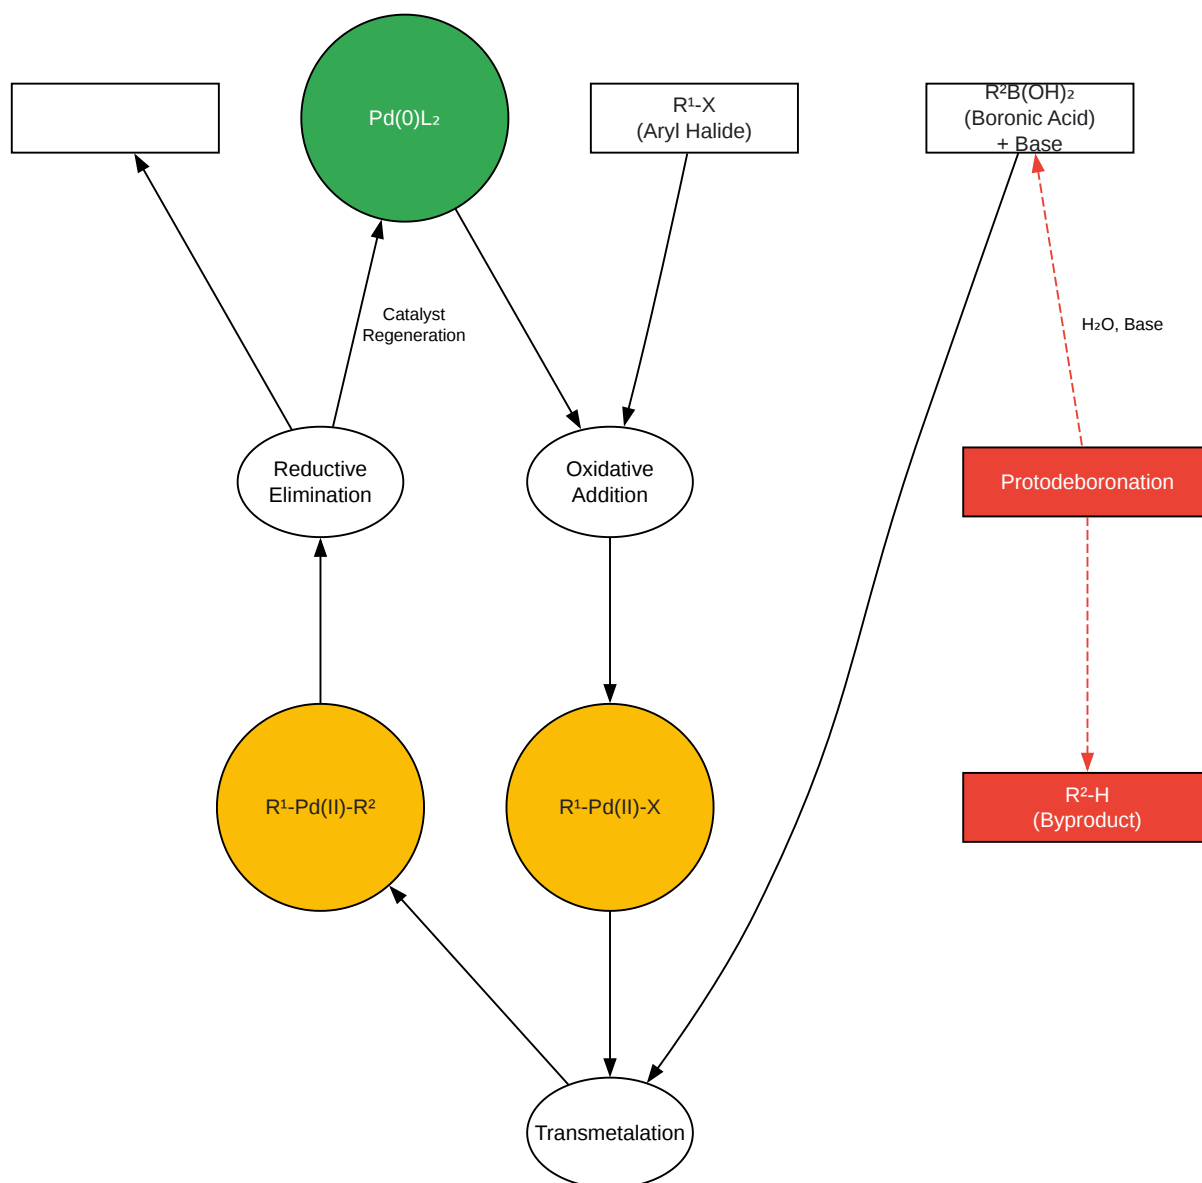 Pd(0)L₂
R¹-X
(Aryl Halide)
R²B(OH)₂
(Boronic Acid)
+ Base
Catalyst
Regeneration
H₂O, Base
Reductive
Elimination
Oxidative
Addition
Protodeboronation
R¹-Pd(II)-R²
R¹-Pd(II)-X
R²-H
(Byproduct)
Transmetalation